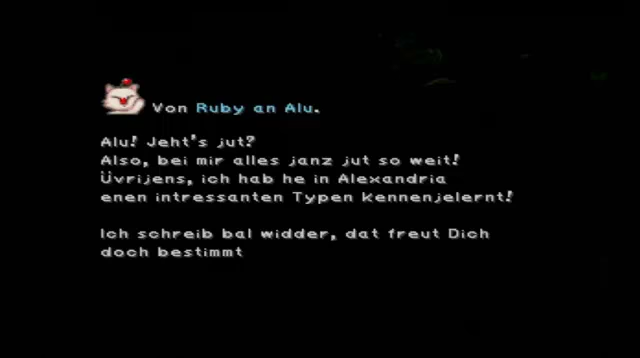 Von Ruby an Alu.
Alu! Jeht's jut?
Also, bei mir alles janz jut so weit!
Üvrijens, ich hab he in Alexandria
enen intressanten Typen kennenjelernt!
Ich schreib bal widder, dat freut Dich
doch bestimmt